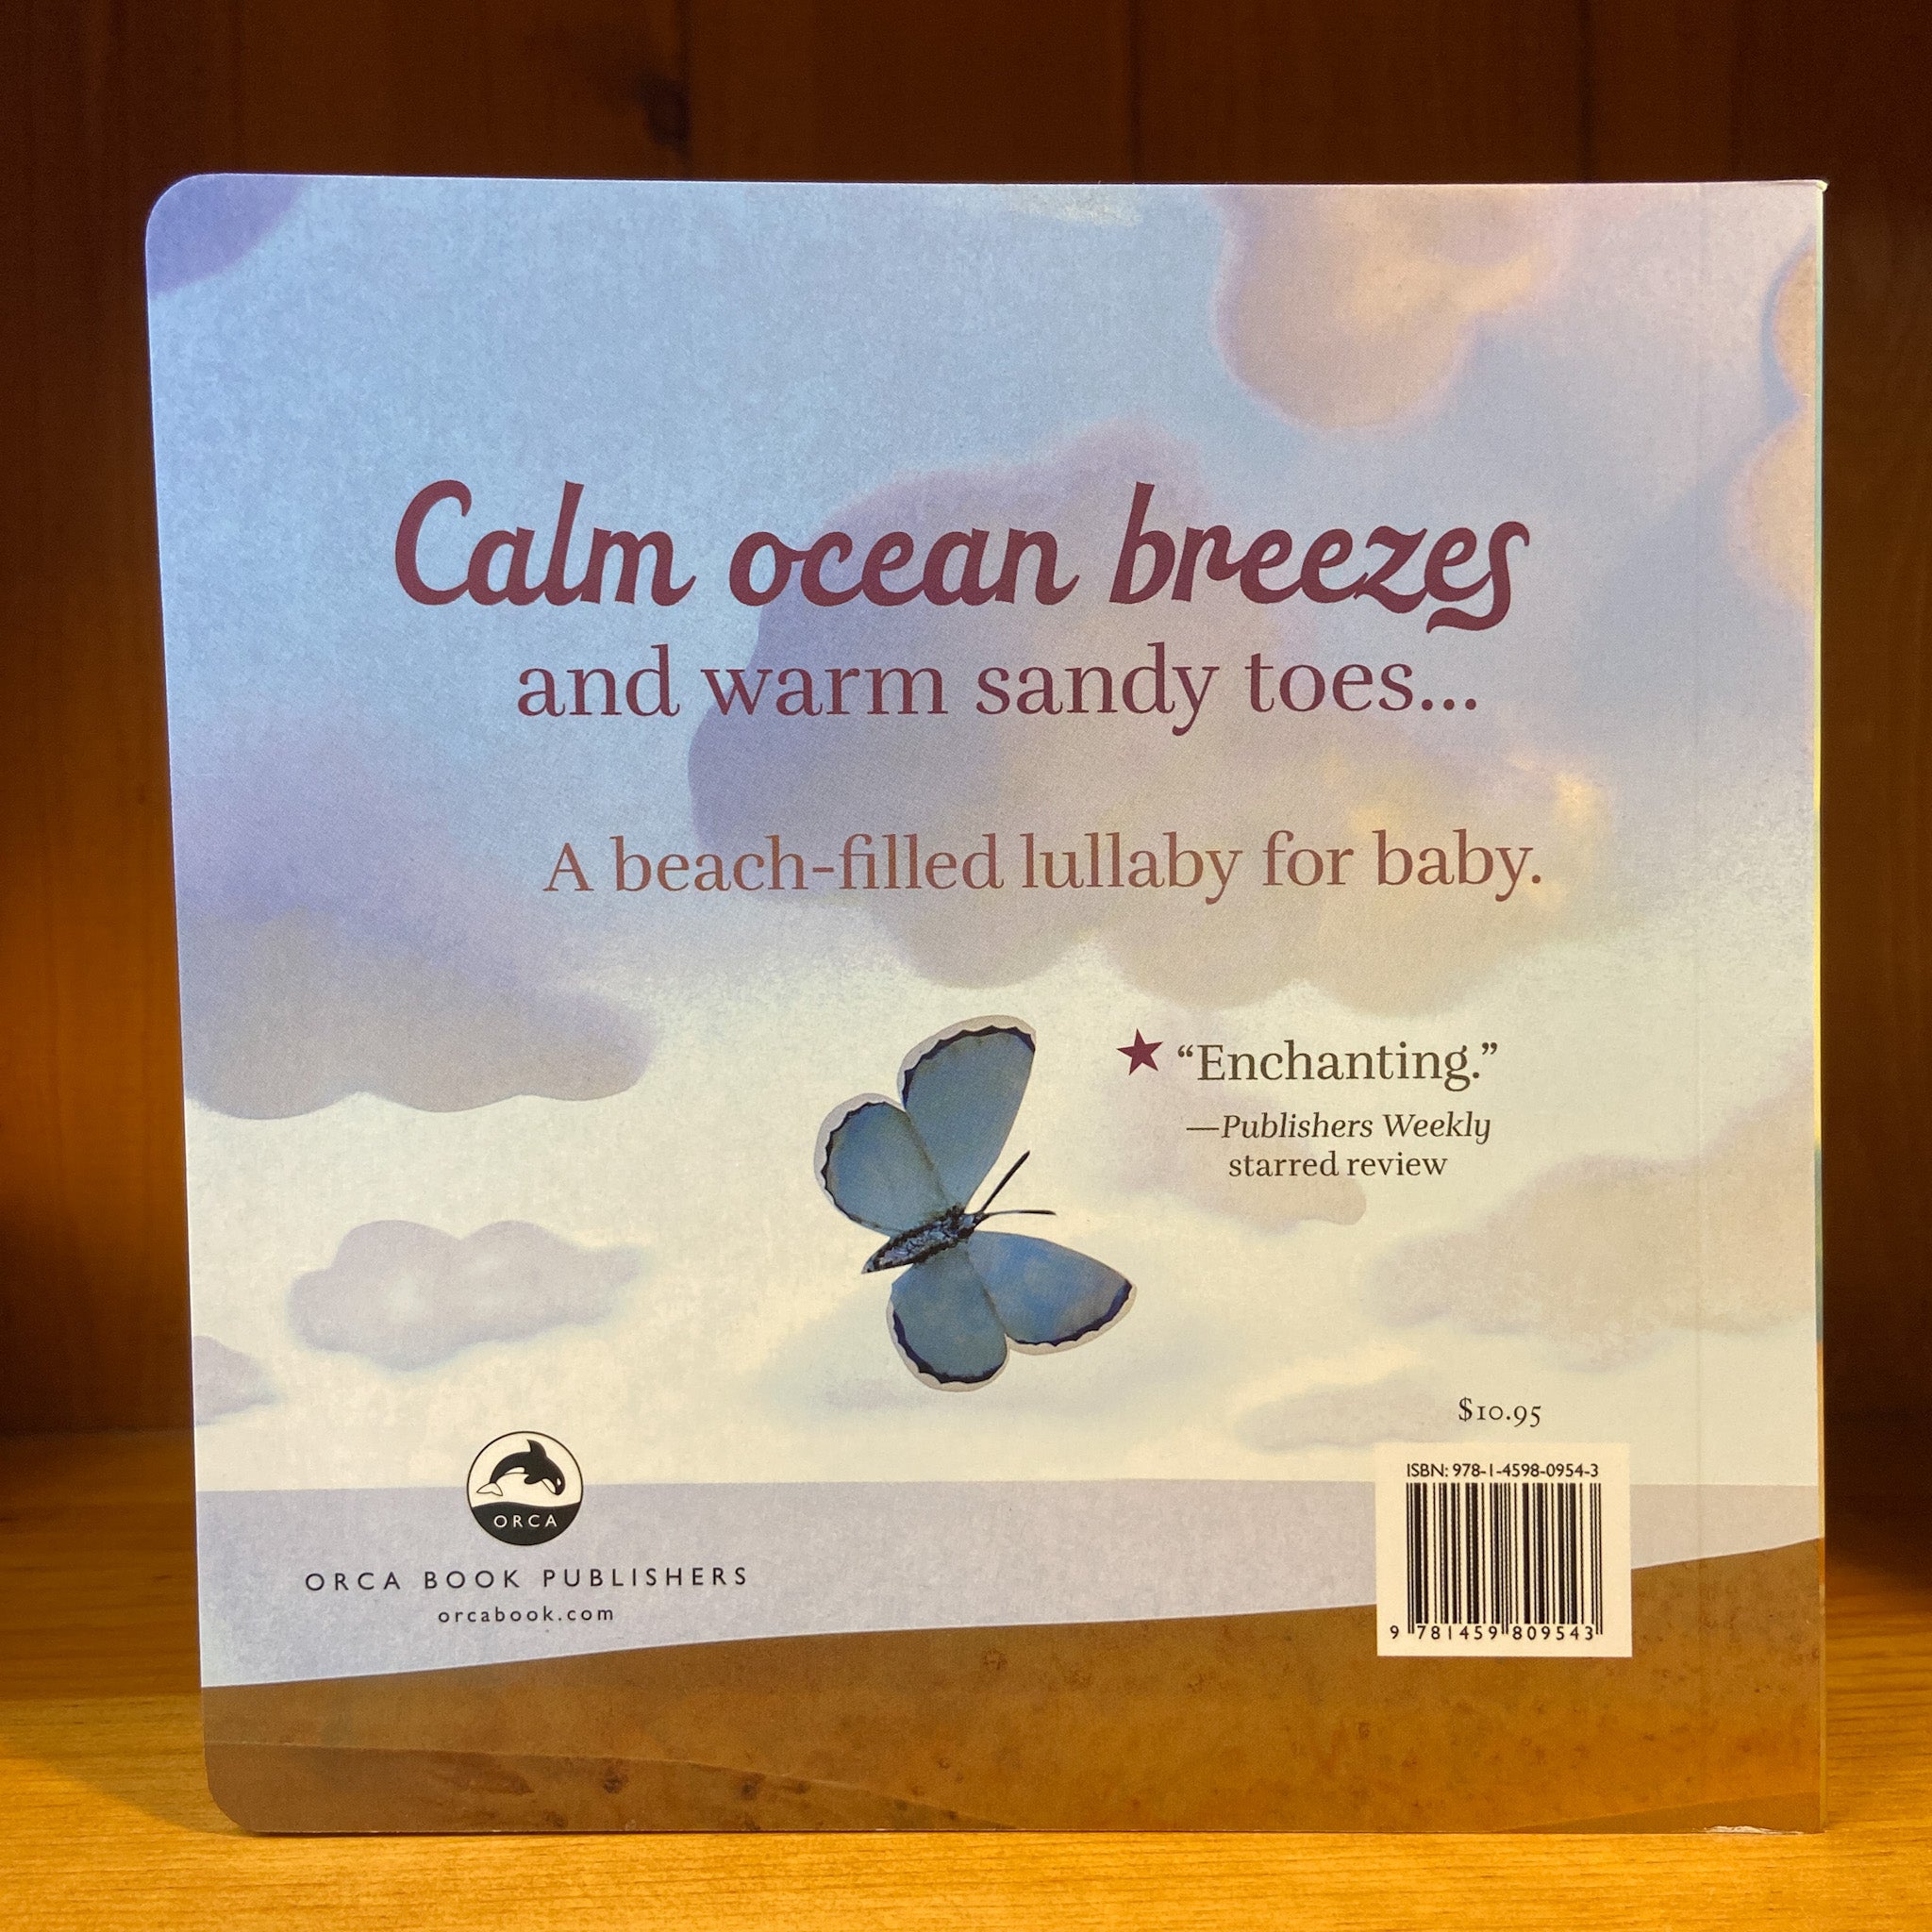 Calm ocean breezes
and warm sandy toes...
A beach-filled lullaby for baby.
“Enchanting.”
—Publishers Weekly
starred review
$10.95
ISBN: 978-1-4598-0954-3
9 781459 809543
ORCA
ORCA BOOK PUBLISHERS
orcabook.com